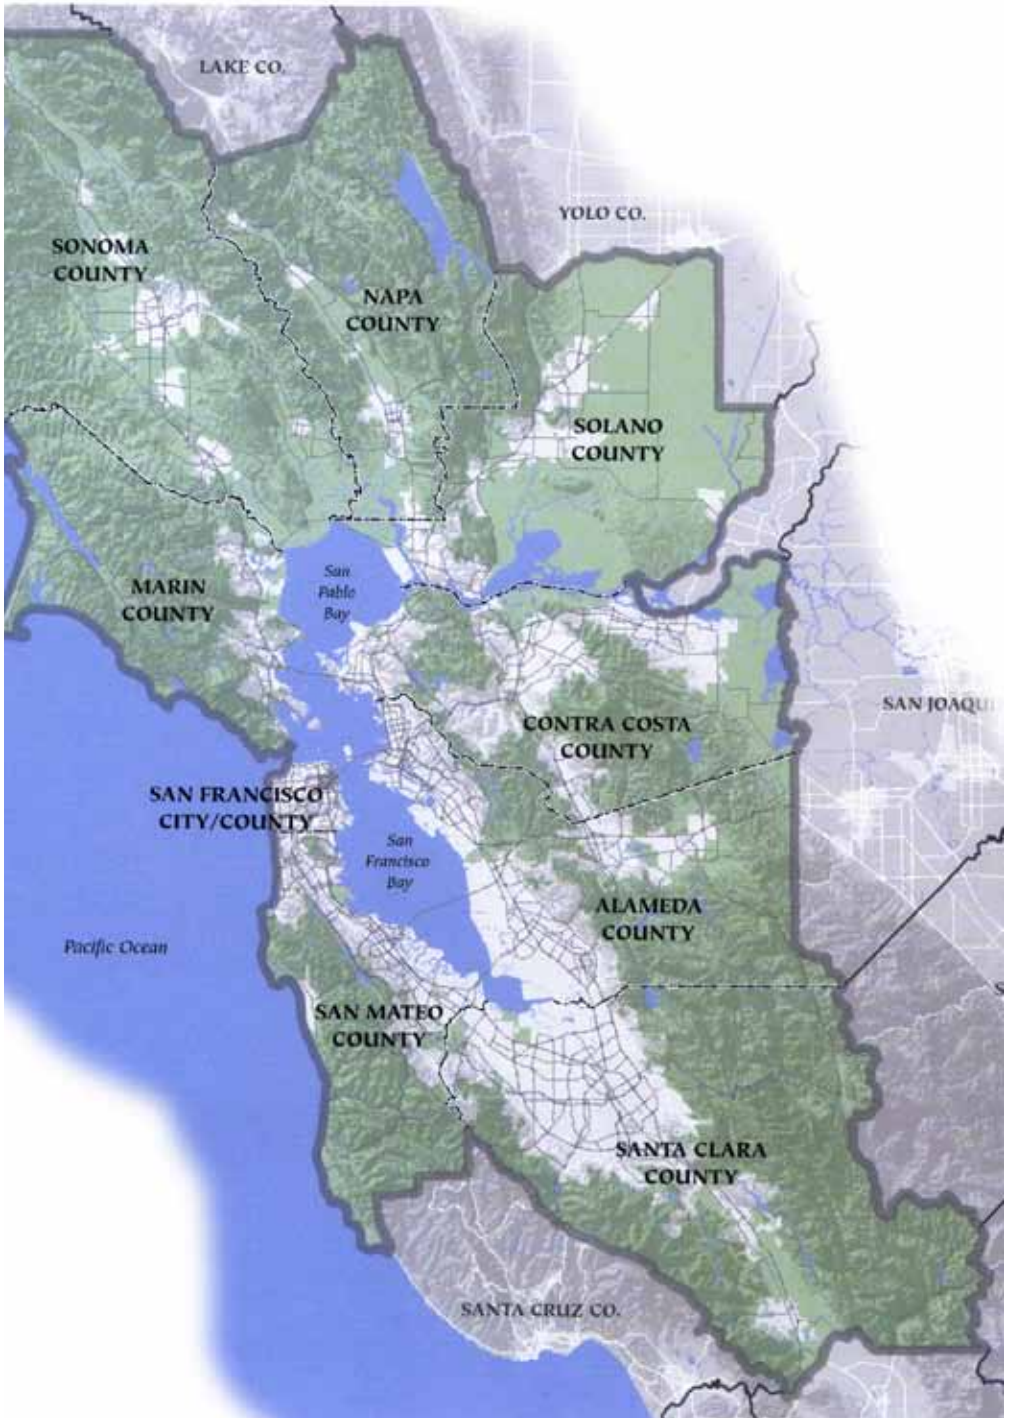 LAKE CO.
YOLO CO.
SONOMA
COUNTY
NAPA
COUNTY
SOLANO
COUNTY
MARIN
COUNTY
San
Pablo
Bay
SAN JOAQUI
CONTRA COSTA
COUNTY
SAN FRANCISCO
CITY/COUNTY
San
Francisco
Bay
ALAMEDA
COUNTY
Pacific Ocean
S
SAN MATEO
COUNTY
SANTA CLARA
COUNTY
SANTA CRUZ CO.